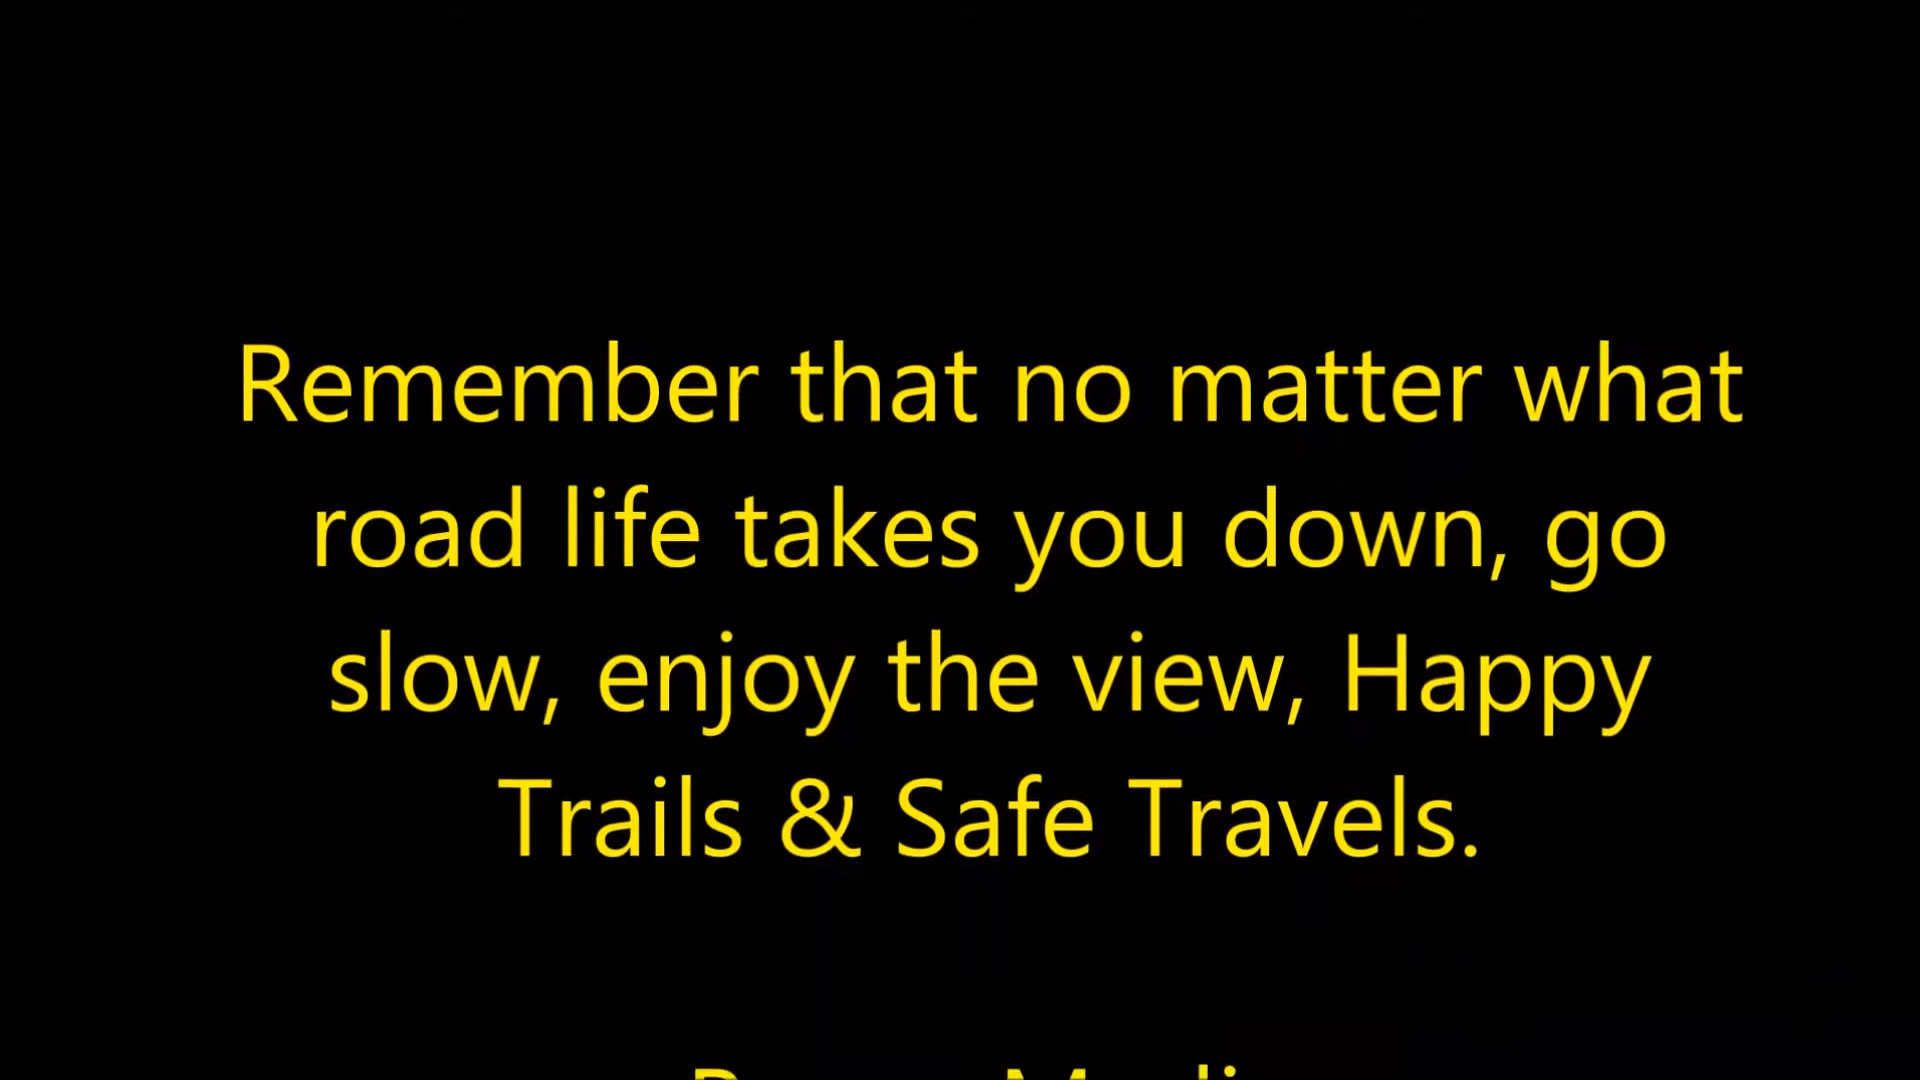 Remember that no matter what
road life takes you down, go
slow, enjoy the view, Happy
Trails & Safe Travels.